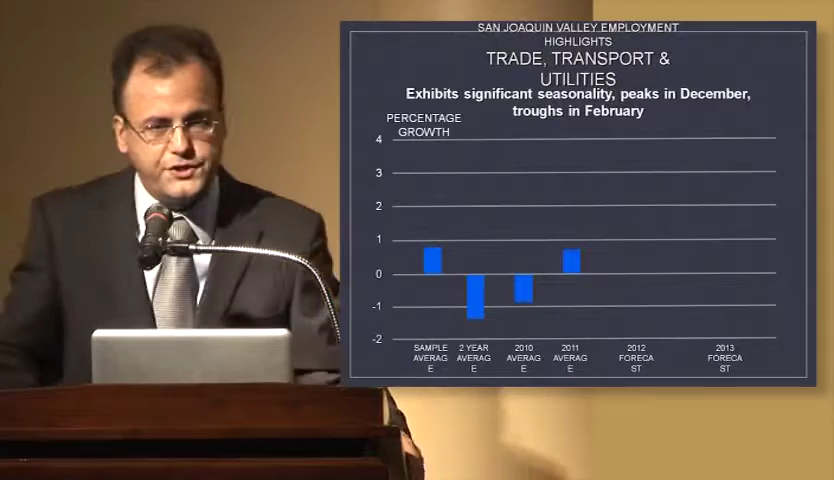 SAN JOAQUIN VALLEY EMPLOYMENT
HIGHLIGHTS
TRADE, TRANSPORT &
UTILITIES
Exhibits significant seasonality, peaks in December,
troughs in February
PERCENTAGE
GROWTH
4
3
2
1
0
-1
-2
SAMPLE
AVERAG
E
2 YEAR
AVERAG
E
2010
AVERAG
E
2011
AVERAG
E
2012
FORECA
ST
2013
FORECA
ST